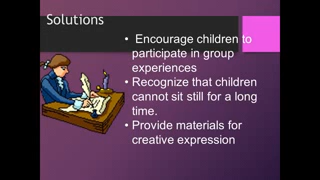 Solutions
• Encourage children to
participate in group
experiences
• Recognize that children
cannot sit still for a long
time.
• Provide materials for
creative expression